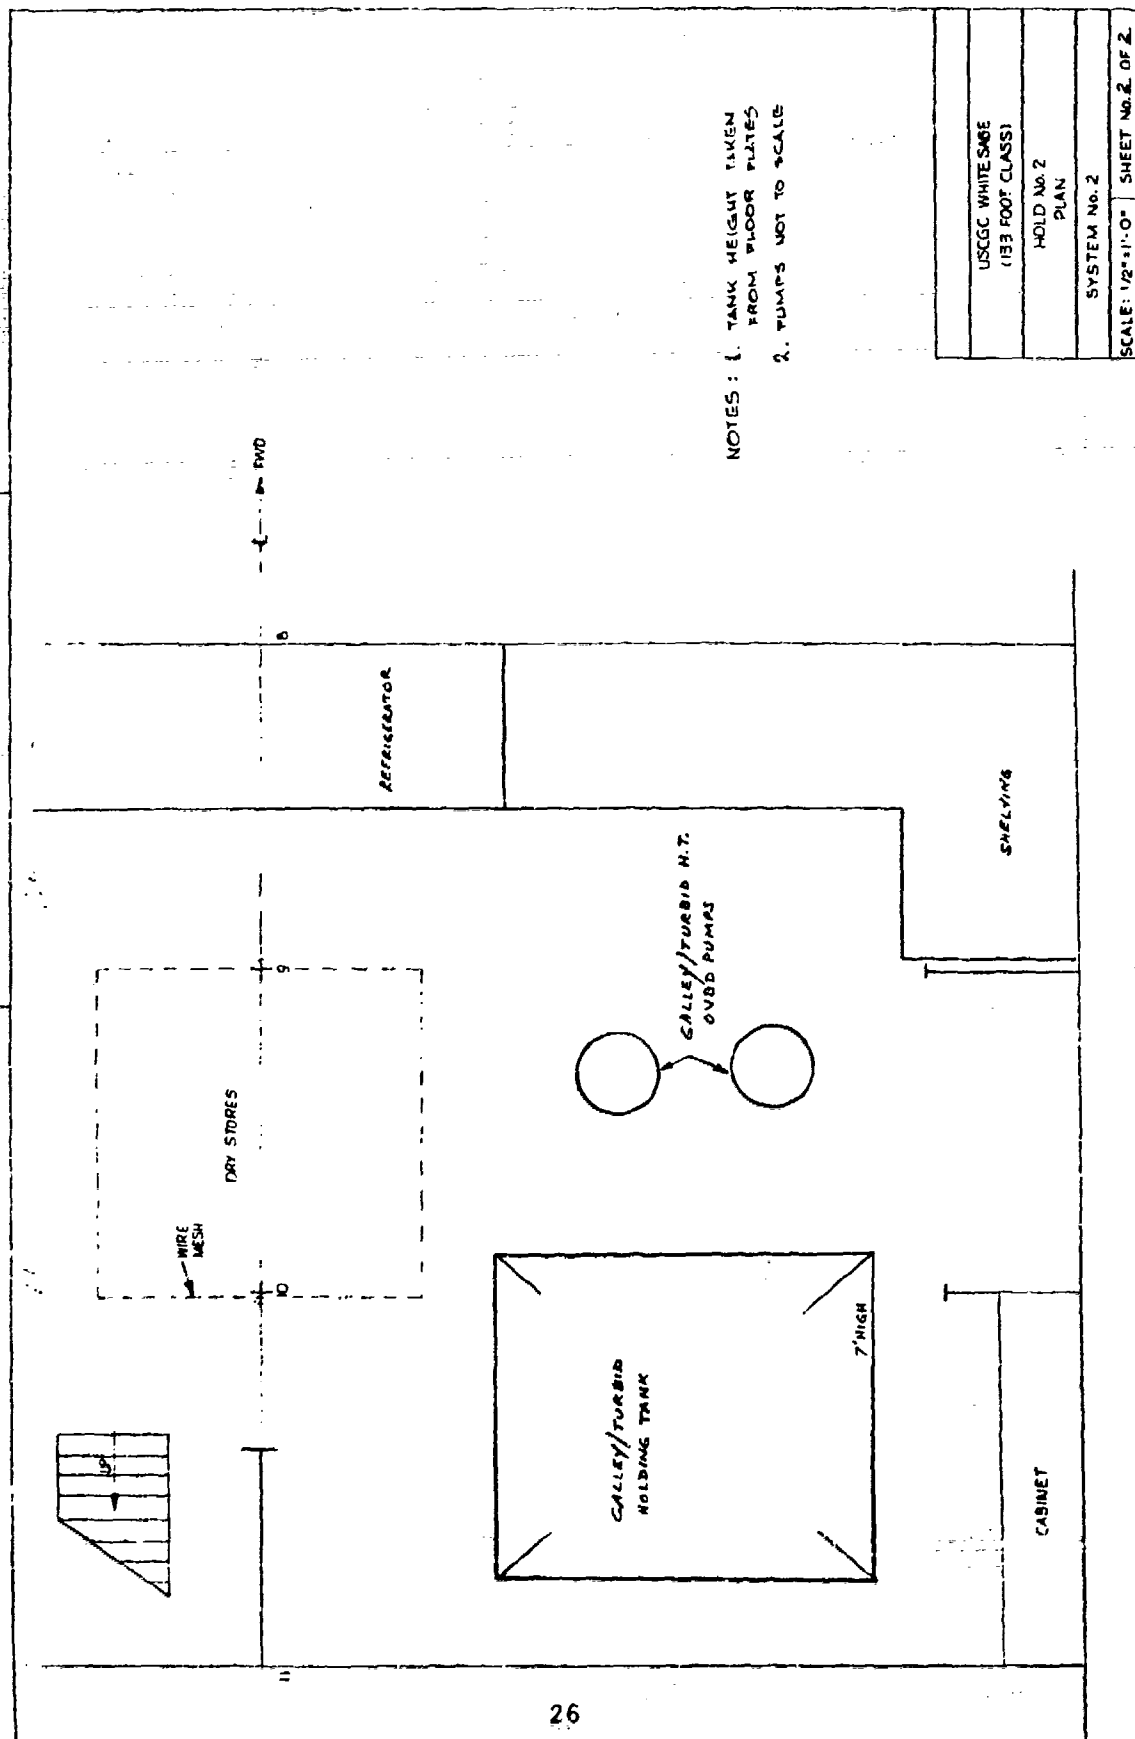 NOTES: 1. TANK HEIGHT TAKEN
FROM FLOOR PLATES
2. PUMPS NOT TO SCALE
USCGC WHITE SAGE
(133 FOOT CLASS)
HOLD No. 2
PLAN
SYSTEM No. 2
SCALE: 1/2"=1'-0" SHEET No. 2 OF 2
FWD
8
REFRIGERATOR
SHELVING
9
DRY STORES
WIRE
MESH
10
GALLEY/TURBID H.T.
OVBD PUMPS
UP
GALLEY/TURBID
HOLDING TANK
7' HIGH
CABINET
11
26